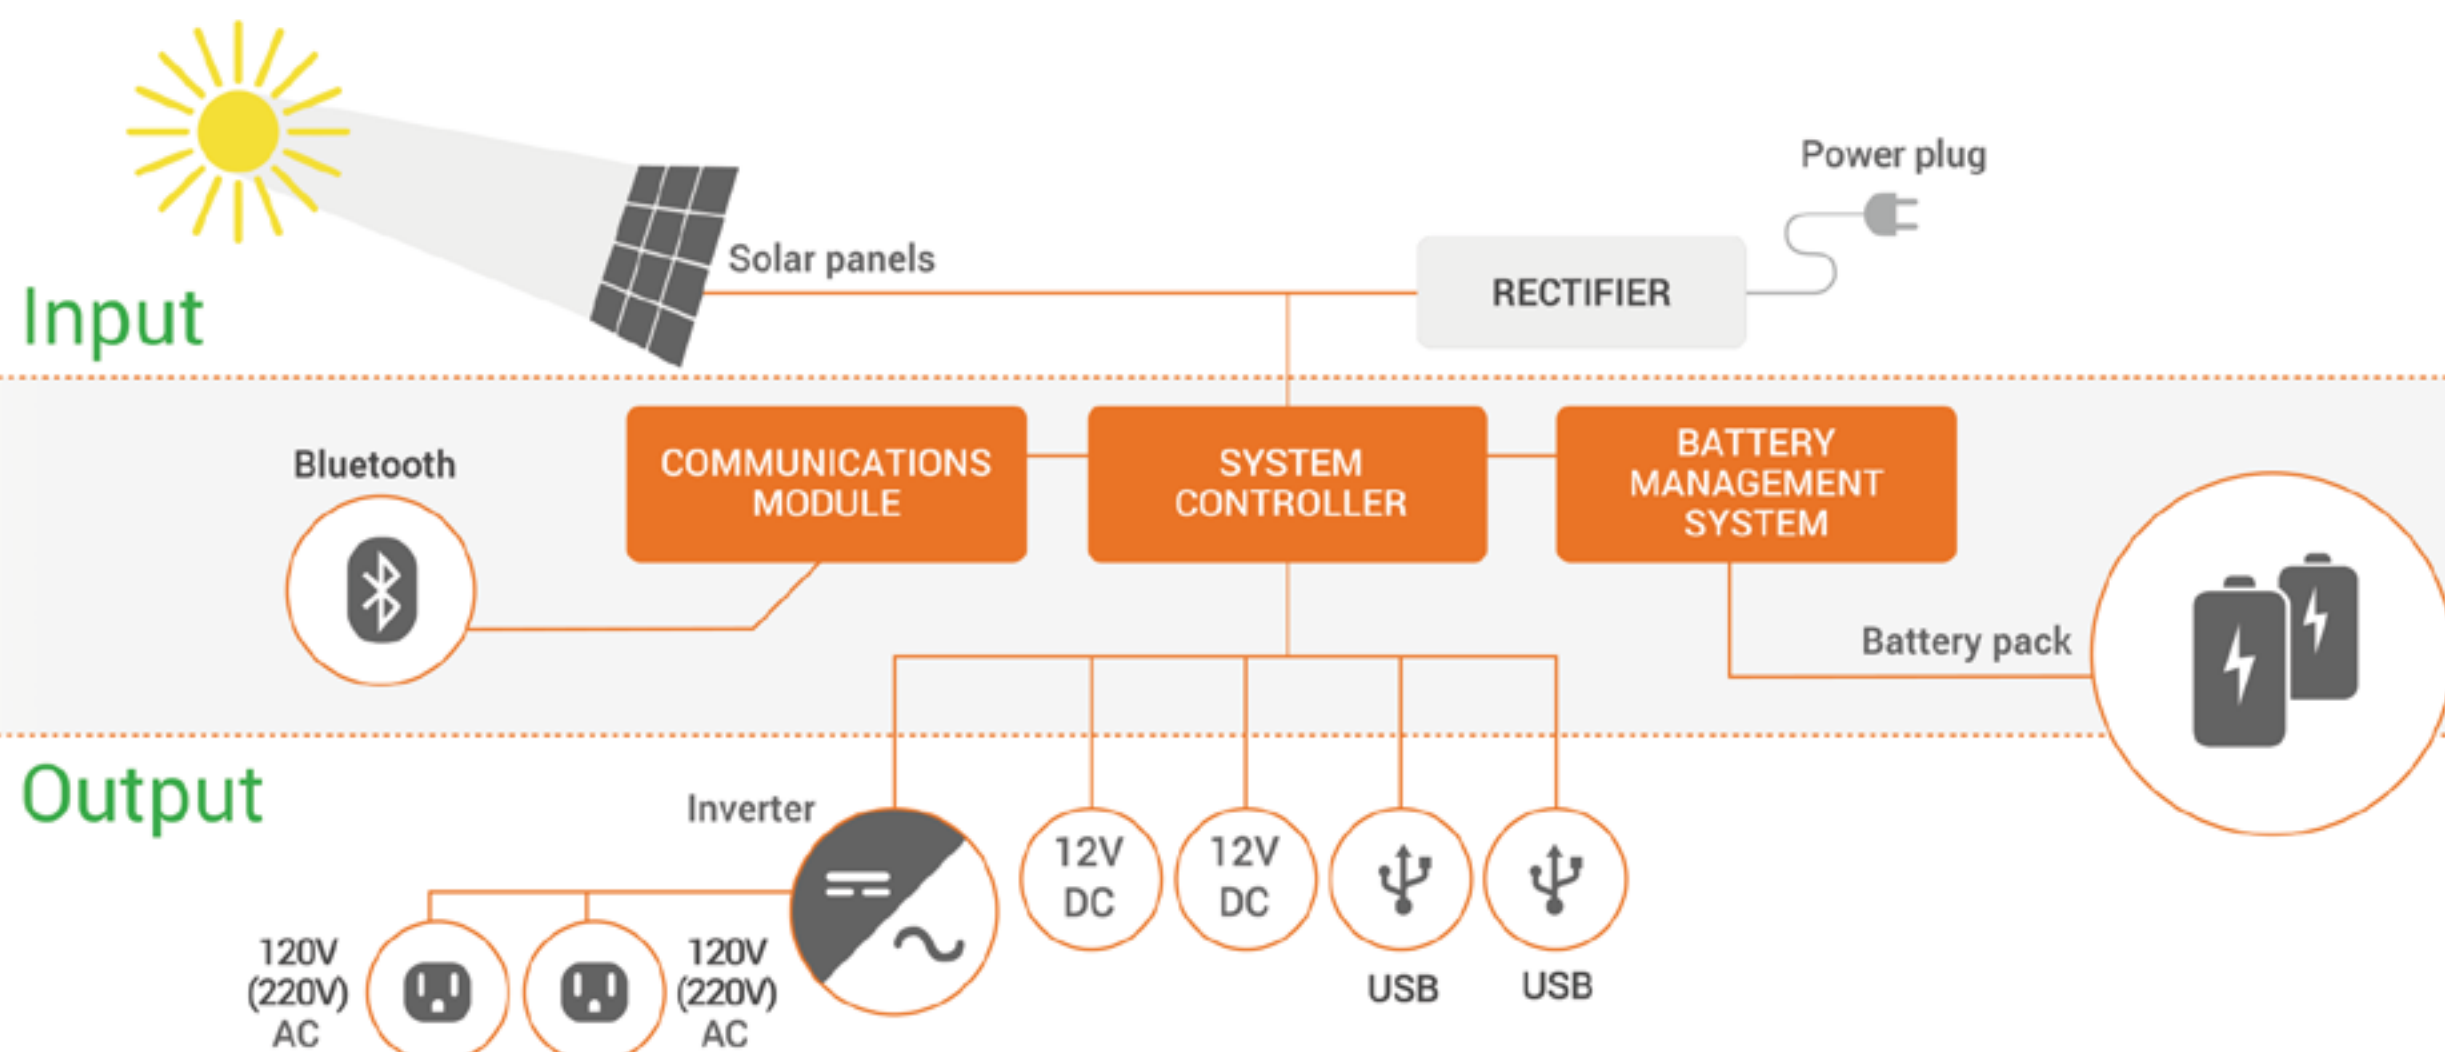 Power plug
Solar panels
RECTIFIER
Input
Bluetooth
COMMUNICATIONS
MODULE
SYSTEM
CONTROLLER
BATTERY
MANAGEMENT
SYSTEM
Battery pack
Output
Inverter
12V
DC
12V
DC
USB
USB
120V
(220V)
AC
120V
(220V)
AC